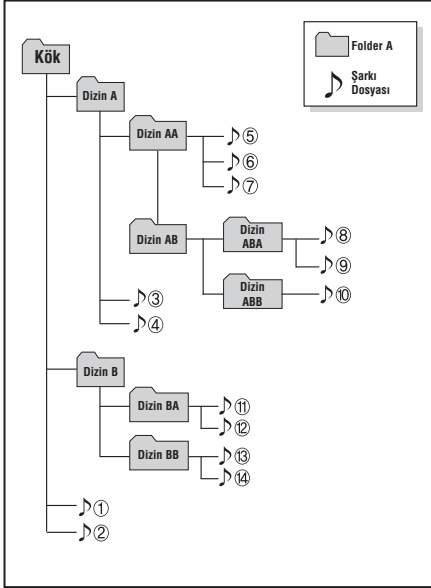 Kök
Folder A
Şarkı
Dosyası
Dizin A
Dizin AA
⑤
⑥
⑦
Dizin AB
Dizin
ABA
⑧
⑨
Dizin
ABB
⑩
③
④
Dizin B
Dizin BA
⑪
⑫
Dizin BB
⑬
⑭
①
②